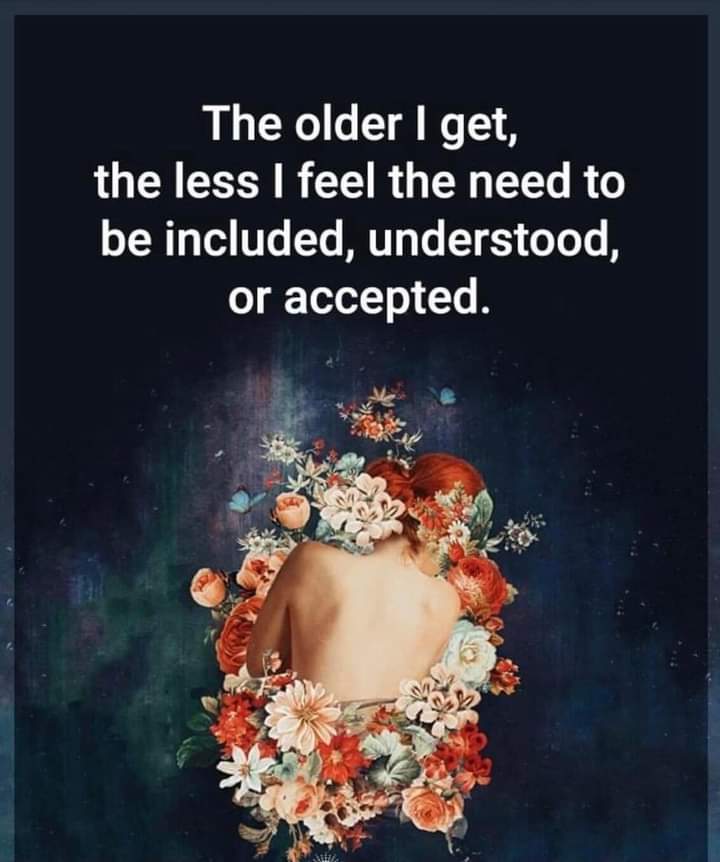 The older I get,
the less I feel the need to
be included, understood,
or accepted.